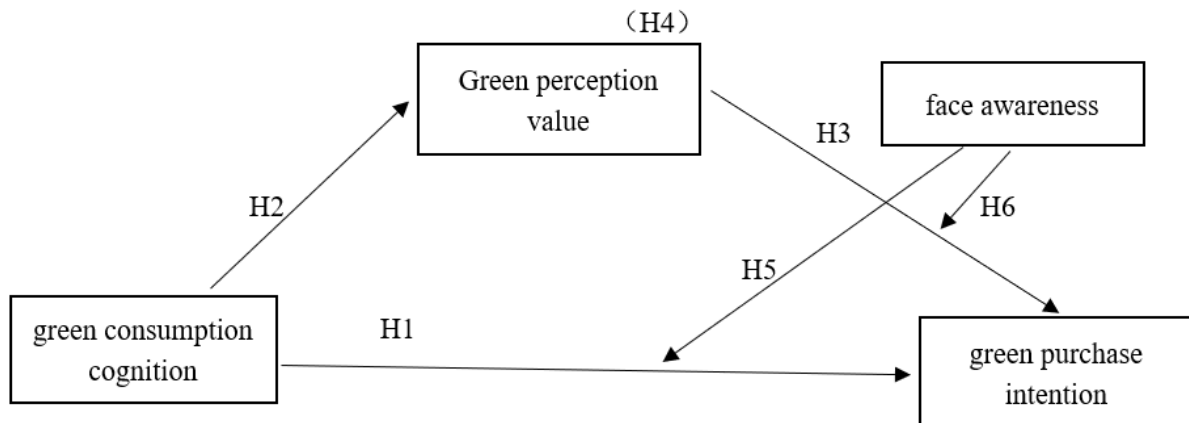 （H4）
Green perception
value
face awareness
H3
H2
H6
H5
green consumption
cognition
H1
green purchase
intention